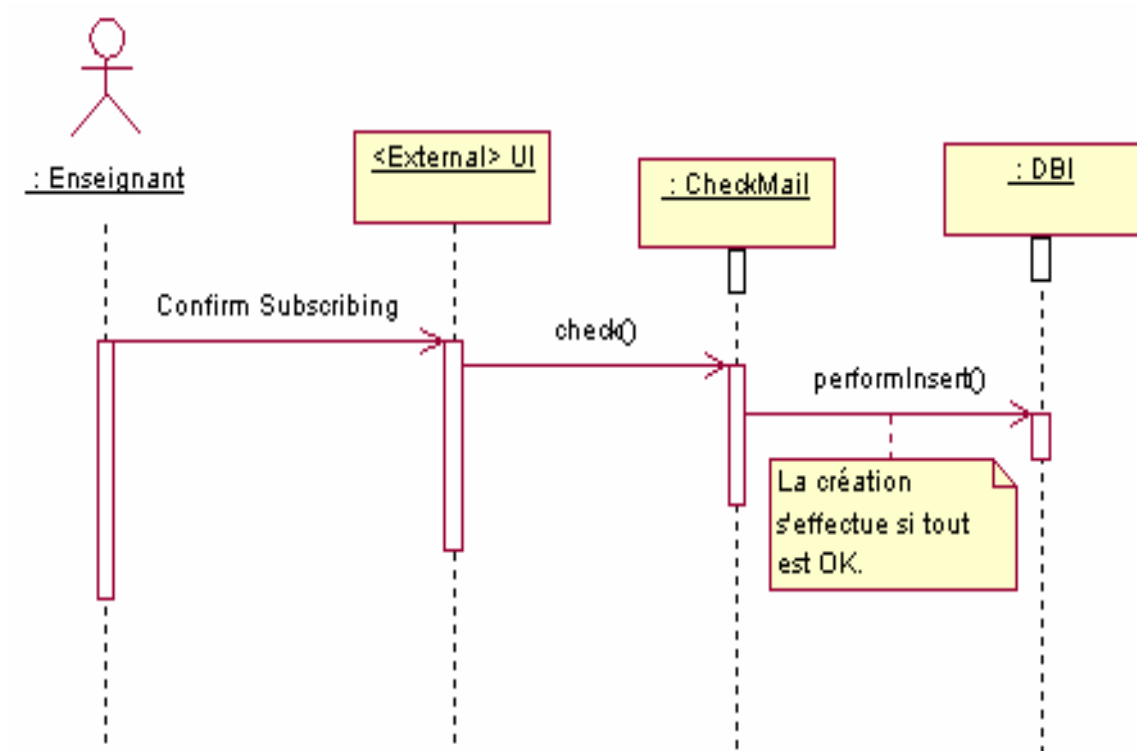 : Enseignant
<External> UI
: CheckMail
: DBI
Confirm Subscribing
check()
performInsert()
La création
s'effectue si tout
est OK.